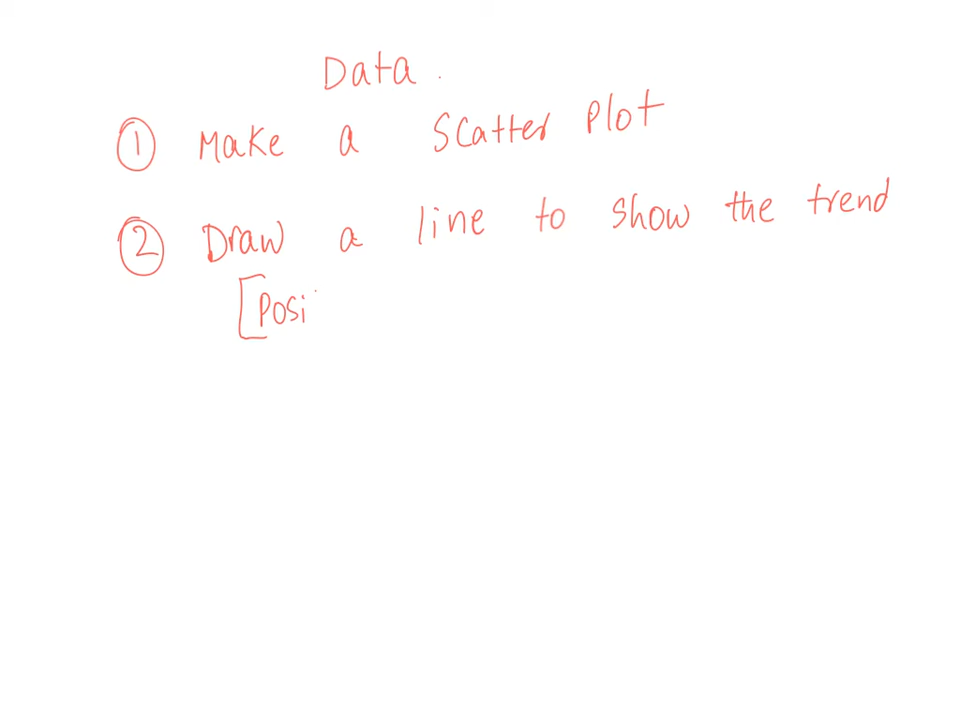 Data .
① Make a Scatter Plot
② Draw a line to show the trend
[Posi